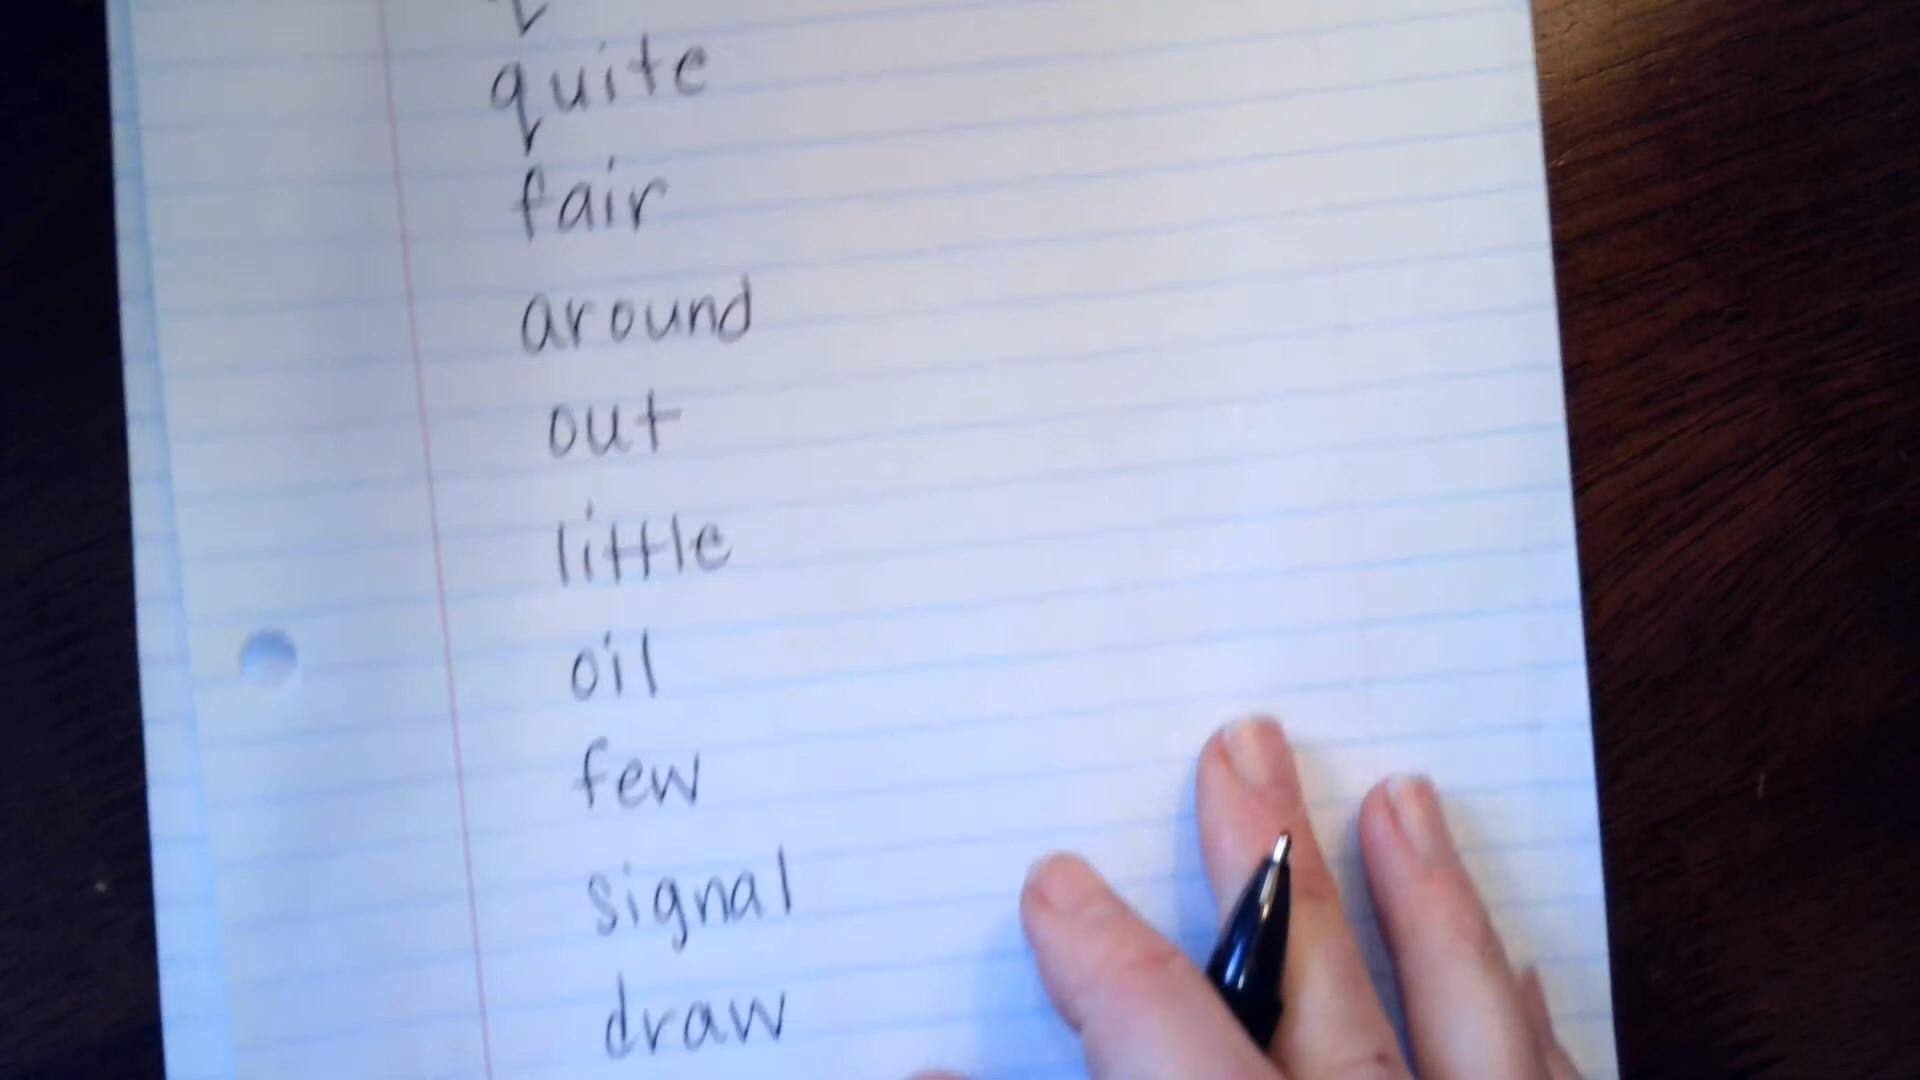 quite
fair
around
out
little
oil
few
signal
draw